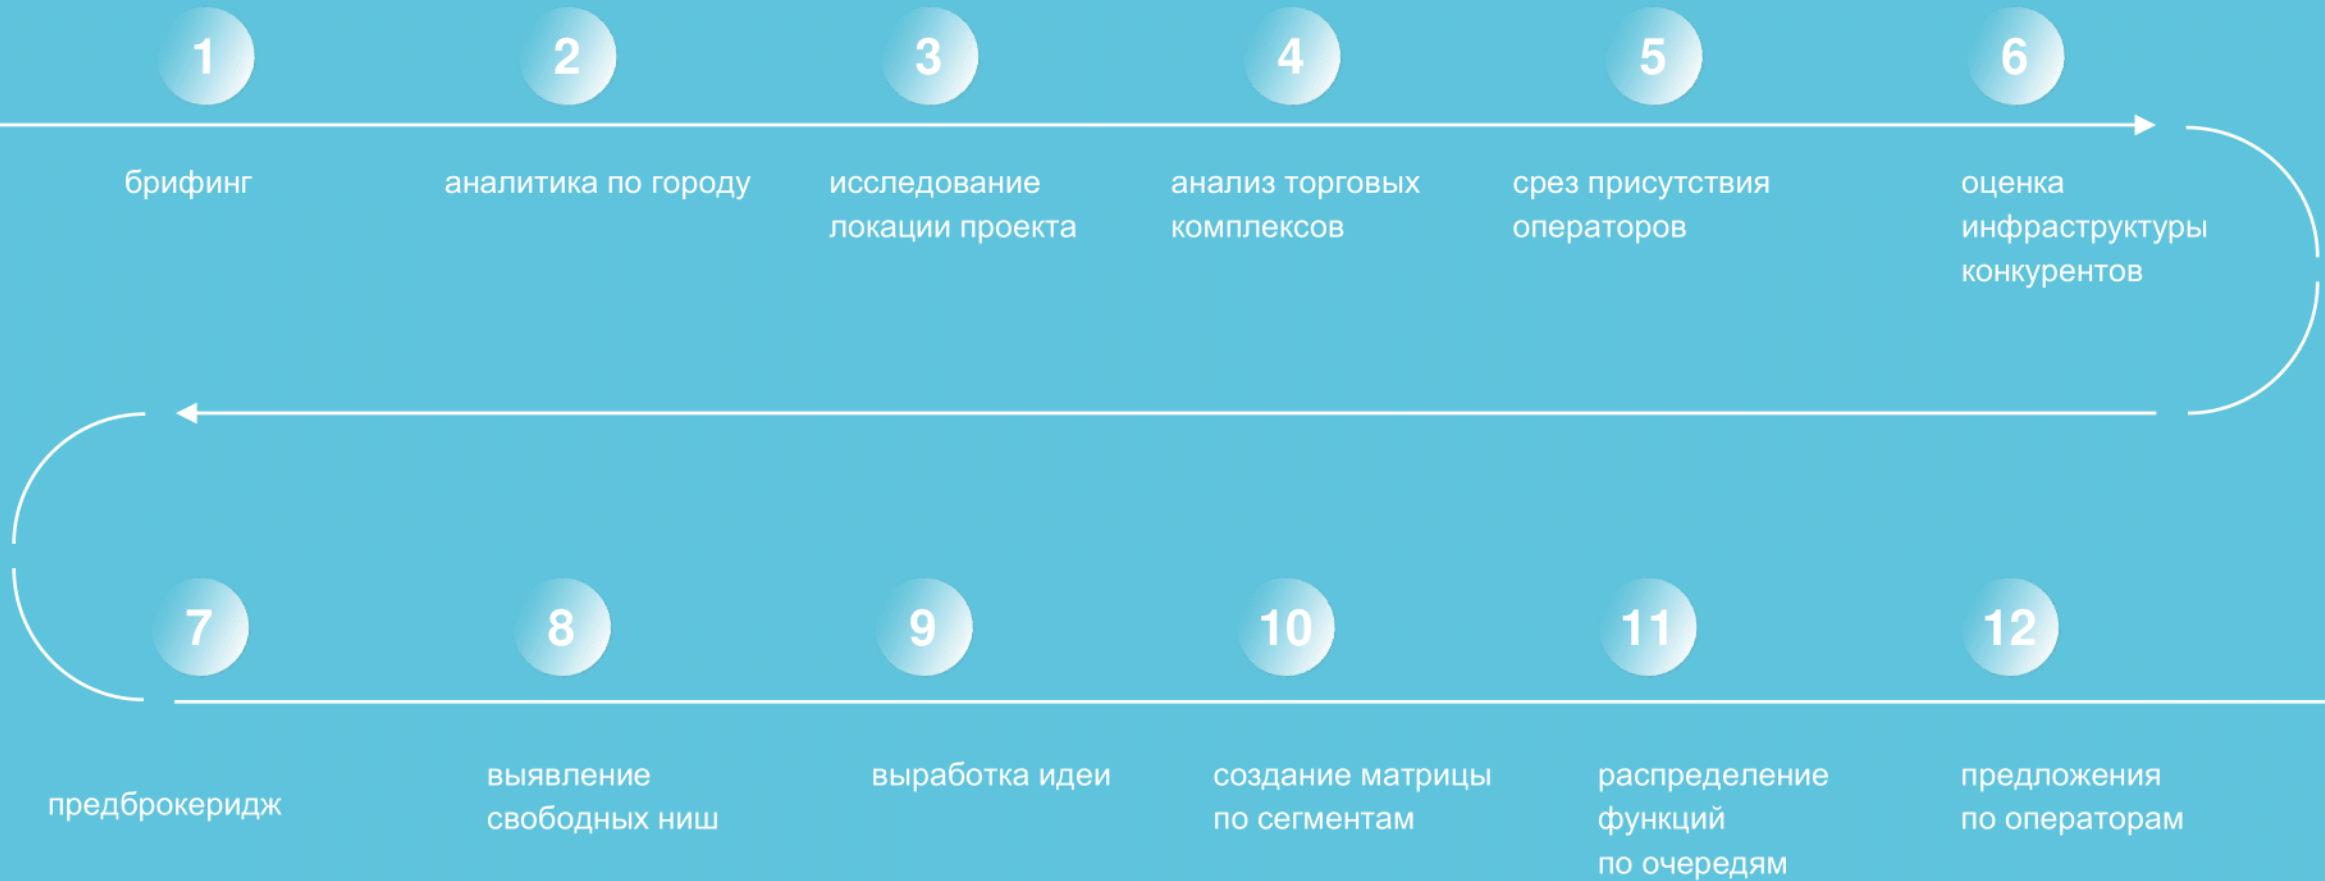 1
2
3
4
5
6
брифинг
аналитика по городу
исследование
локации проекта
анализ торговых
комплексов
срез присутствия
операторов
оценка
инфраструктуры
конкурентов
7
8
9
10
11
12
предброкеридж
выявление
свободных ниш
выработка идеи
создание матрицы
по сегментам
распределение
функций
по очередям
предложения
по операторам